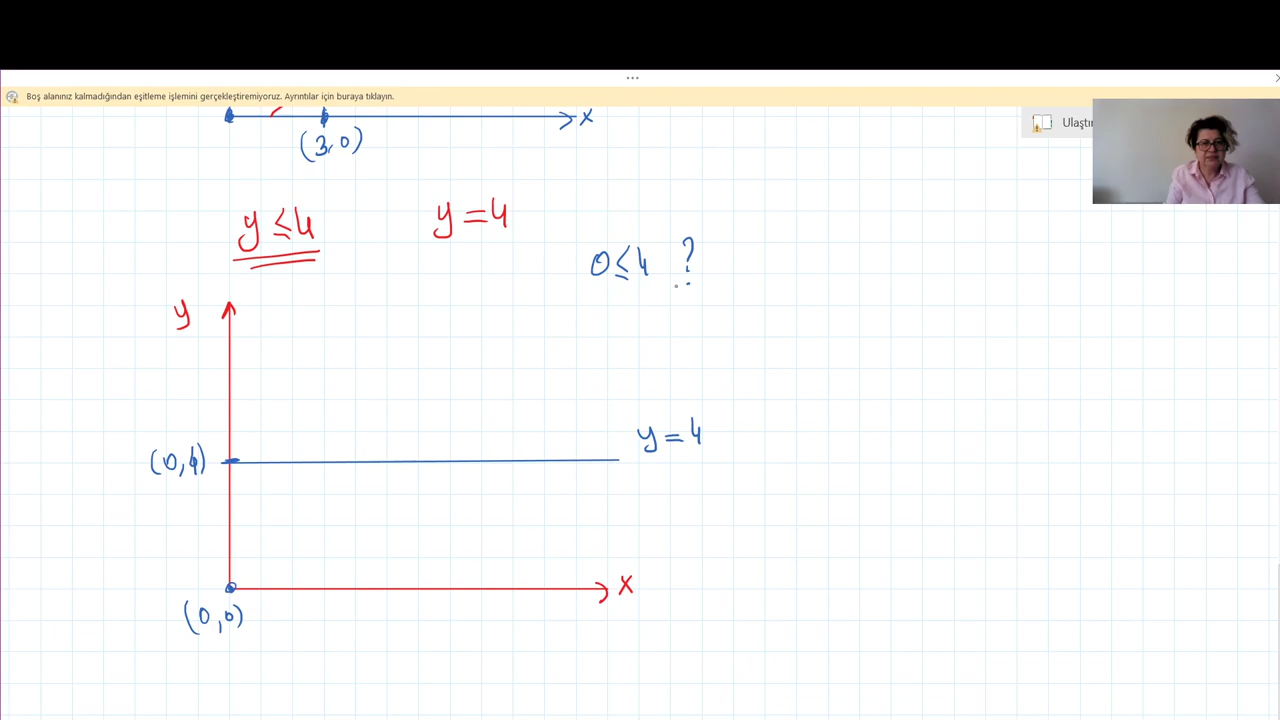 ...
Boş alanınız kalmadığından eşitleme işlemini gerçekleştiremiyoruz. Ayrıntılar için buraya tıklayın.
Ulaştır
x
(3,0)
y ≤ 4
y = 4
0 ≤ 4 ?
y
y = 4
(0,4)
x
(0,0)